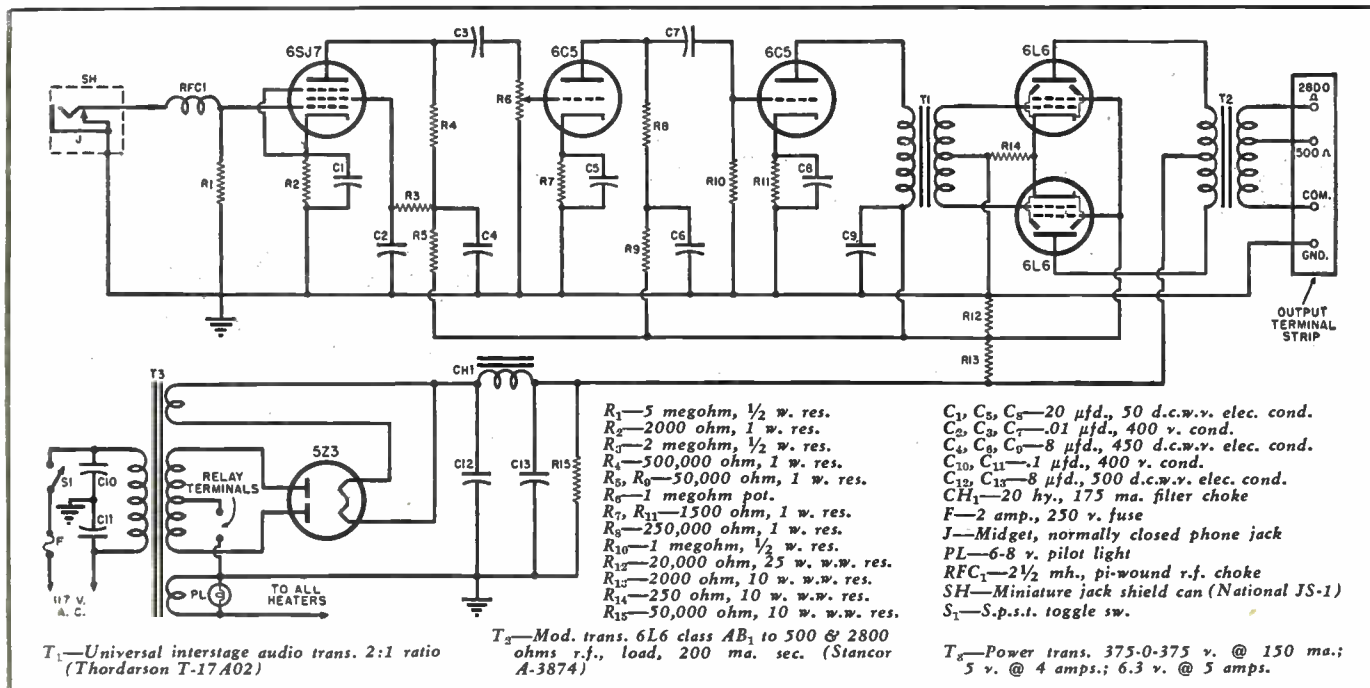 SH
J
RFC1
R1
6SJ7
R2
C1
C2
R3
R4
R5
C3
C4
R6
6C5
R7
C5
R8
R9
C6
C7
R10
6C5
R11
C8
C9
T1
6L6
R14
6L6
R12
R13
T2
2800
Ω
500 Ω
COM.
GND.
OUTPUT
TERMINAL
STRIP
T3
S1
C10
C11
F
117 V.
A. C.
RELAY
TERMINALS
PL
TO ALL
HEATERS
5Z3
CH1
C12
C13
R15
R₁—5 megohm, ½ w. res.
R₂—2000 ohm, 1 w. res.
R₃—2 megohm, ½ w. res.
R₄—500,000 ohm, 1 w. res.
R₅, R₉—50,000 ohm, 1 w. res.
R₆—1 megohm pot.
R₇, R₁₁—1500 ohm, 1 w. res.
R₈—250,000 ohm, 1 w. res.
R₁₀—1 megohm, ½ w. res.
R₁₂—20,000 ohm, 25 w. w.w. res.
R₁₃—2000 ohm, 10 w. w.w. res.
R₁₄—250 ohm, 10 w. w.w. res.
R₁₅—50,000 ohm, 10 w. w.w. res.
C₁, C₅, C₈—20 μfd., 50 d.c.w.v. elec. cond.
C₂, C₃, C₇—.01 μfd., 400 v. cond.
C₄, C₆, C₉—8 μfd., 450 d.c.w.v. elec. cond.
C₁₀, C₁₁—.1 μfd., 400 v. cond.
C₁₂, C₁₃—8 μfd., 500 d.c.w.v. elec. cond.
CH₁—20 hy., 175 ma. filter choke
F—2 amp., 250 v. fuse
J—Midget, normally closed phone jack
PL—6-8 v. pilot light
RFC₁—2½ mh., pi-wound r.f. choke
SH—Miniature jack shield can (National JS-1)
S₁—S.p.s.t. toggle sw.
T₁—Universal interstage audio trans. 2:1 ratio
(Thordarson T-17A02)
T₂—Mod. trans. 6L6 class AB₁ to 500 & 2800
ohms r.f., load, 200 ma. sec. (Stancor
A-3874)
T₃—Power trans. 375-0-375 v. @ 150 ma.;
5 v. @ 4 amps.; 6.3 v. @ 5 amps.